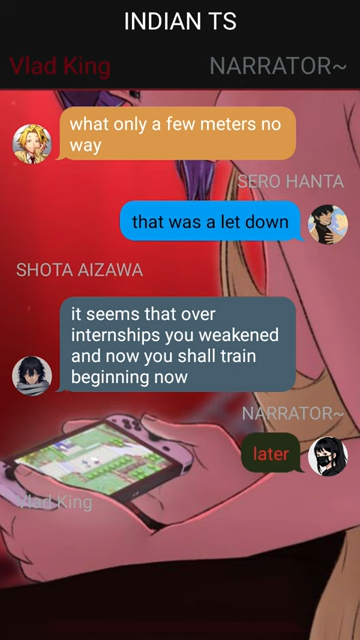 INDIAN TS
Vlad King
NARRATOR~
what only a few meters no
way
SERO HANTA
that was a let down
SHOTA AIZAWA
it seems that over
internships you weakened
and now you shall train
beginning now
NARRATOR~
later
Vlad King